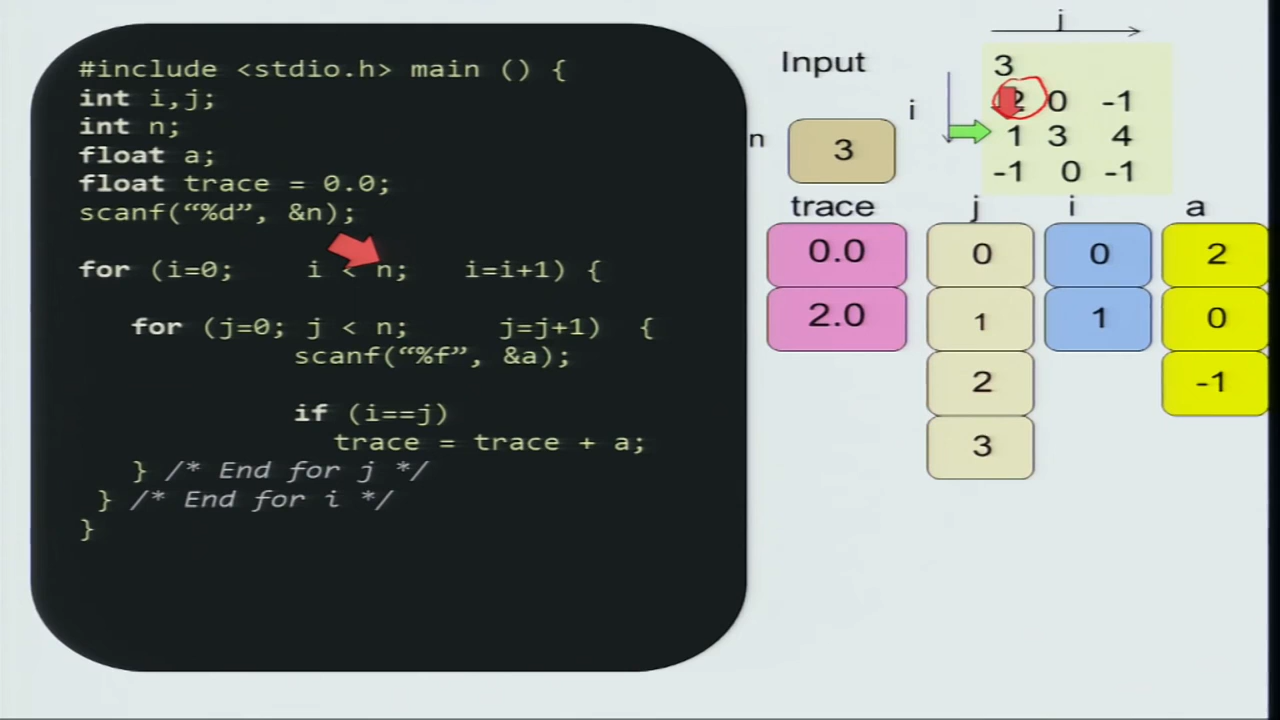 #include <stdio.h> main () {
int i,j;
int n;
float a;
float trace = 0.0;
scanf(“%d”, &n);
for (i=0; i < n; i=i+1) {
for (j=0; j < n; j=j+1) {
scanf(“%f”, &a);
if (i==j)
trace = trace + a;
} /* End for j */
} /* End for i */
}
Input
j
i
3
2 0 -1
1 3 4
-1 0 -1
n
3
trace j i a
0.0 0 0 2
2.0 1 1 0
2 -1
3